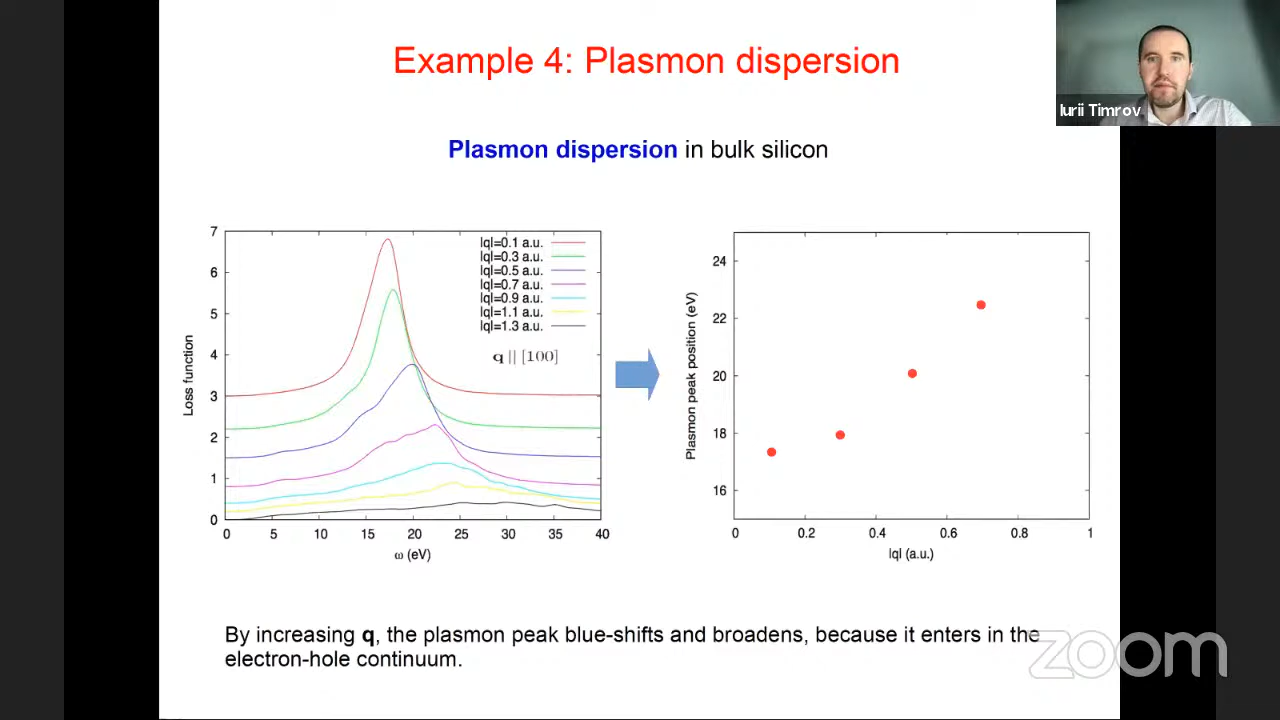 Example 4: Plasmon dispersion
Iurii Timrov
Plasmon dispersion in bulk silicon
7
6
5
4
3
2
1
0
Loss function
|q|=0.1 a.u.
|q|=0.3 a.u.
|q|=0.5 a.u.
|q|=0.7 a.u.
|q|=0.9 a.u.
|q|=1.1 a.u.
|q|=1.3 a.u.
q || [100]
0 5 10 15 20 25 30 35 40
ω (eV)
24
22
20
18
16
Plasmon peak position (eV)
0 0.2 0.4 0.6 0.8 1
|q| (a.u.)
By increasing q, the plasmon peak blue-shifts and broadens, because it enters in the
electron-hole continuum.
zoom